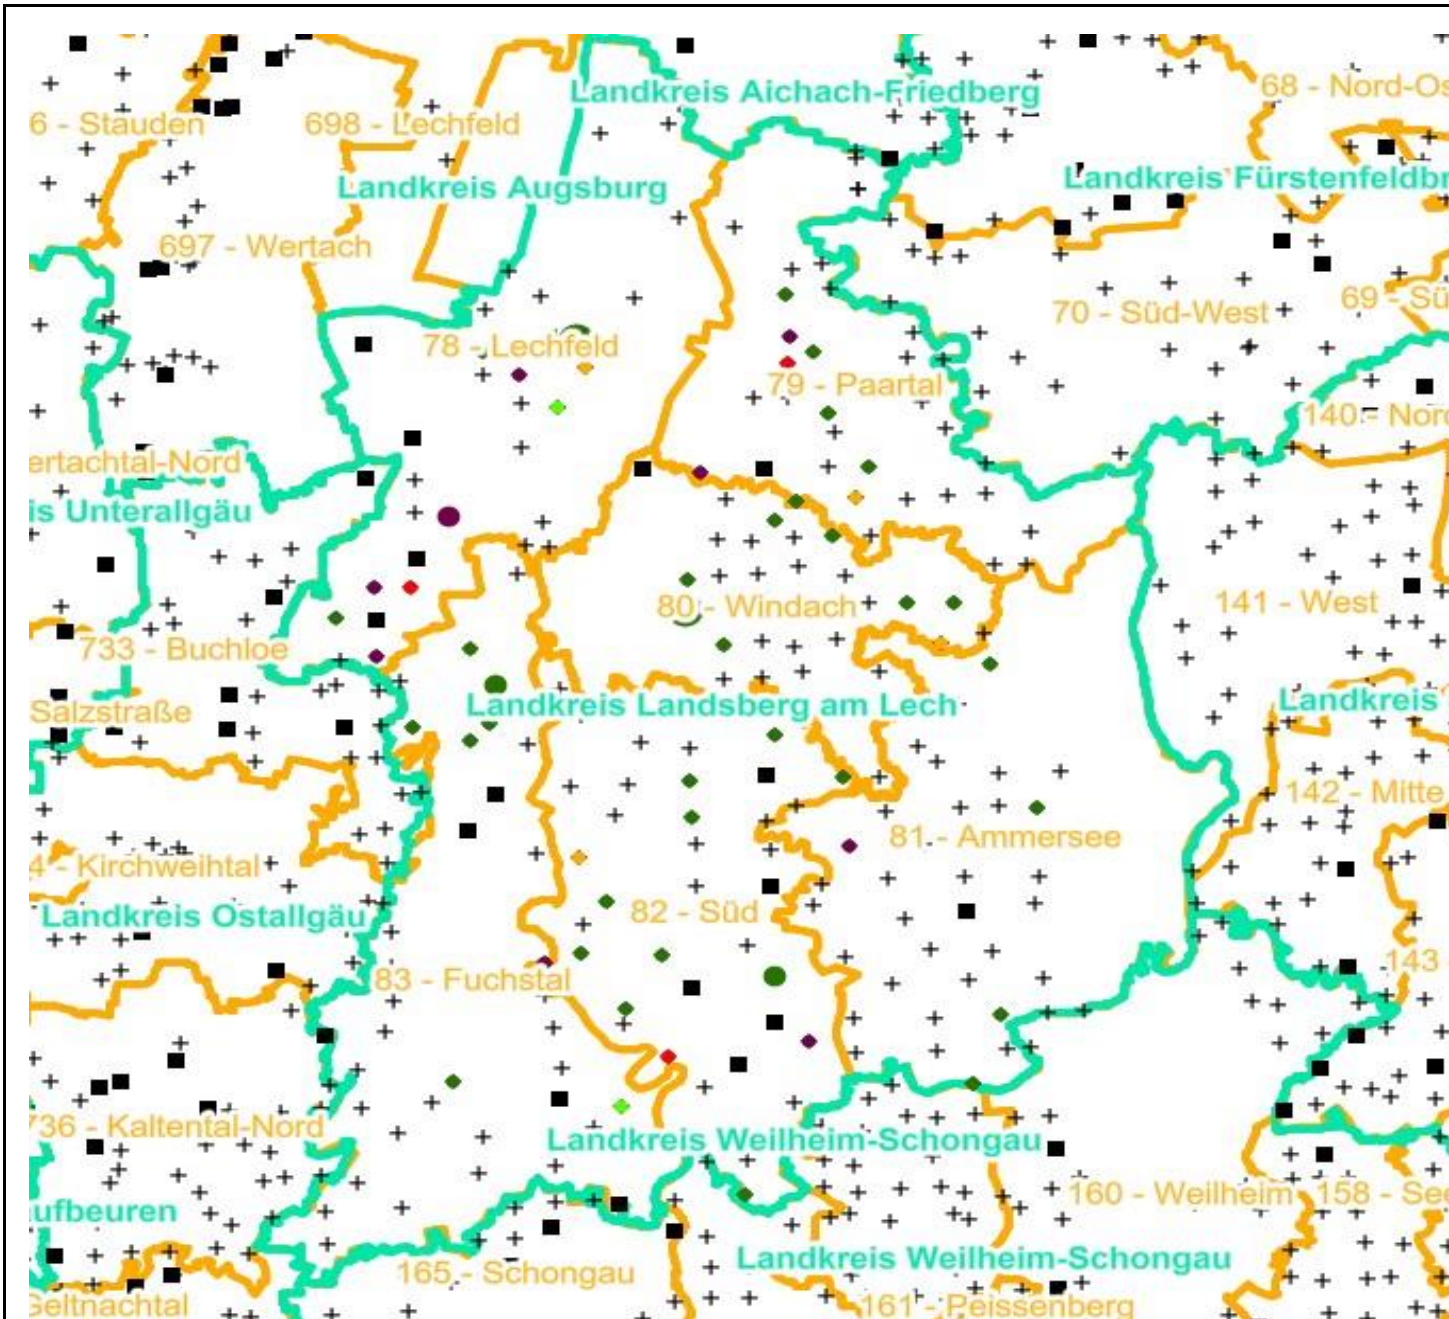 68 - Nord-Os
Landkreis Aichach-Friedberg
6 - Stauden
698 - Lechfeld
Landkreis Augsburg
Landkreis Fürstenfeldbr
697 - Wertach
69 - Sü
70 - Süd-West
78 - Lechfeld
79 - Paartal
140 - Nord
ertachtal-Nord
is Unterallgäu
80 - Windach
141 - West
733 - Buchloe
Landkreis Landsberg am Lech
Landkreis
Salzstraße
142 - Mitte
81 - Ammersee
4 - Kirchweihtal
82 - Süd
Landkreis Ostallgäu
143 -
83 - Fuchstal
736 - Kaltental-Nord
Landkreis Weilheim-Schongau
160 - Weilheim
158 - See
ufbeuren
Landkreis Weilheim-Schongau
165 - Schongau
Geltnachtal
161 - Peissenberg